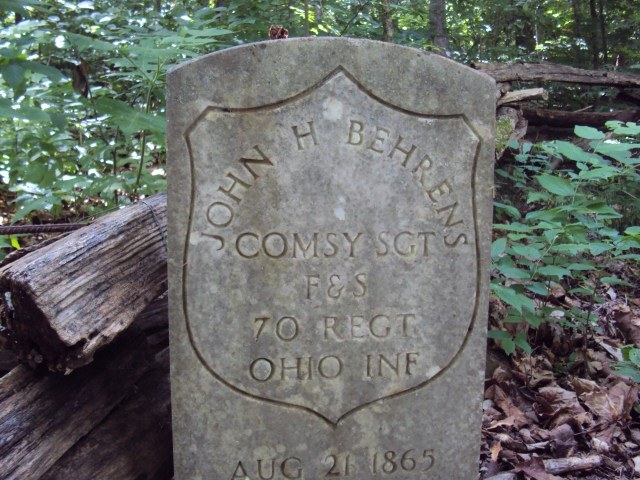 JOHN H BEHRENS
COMSY SGT
F&S
70 REGT
OHIO INF
AUG 21 1865